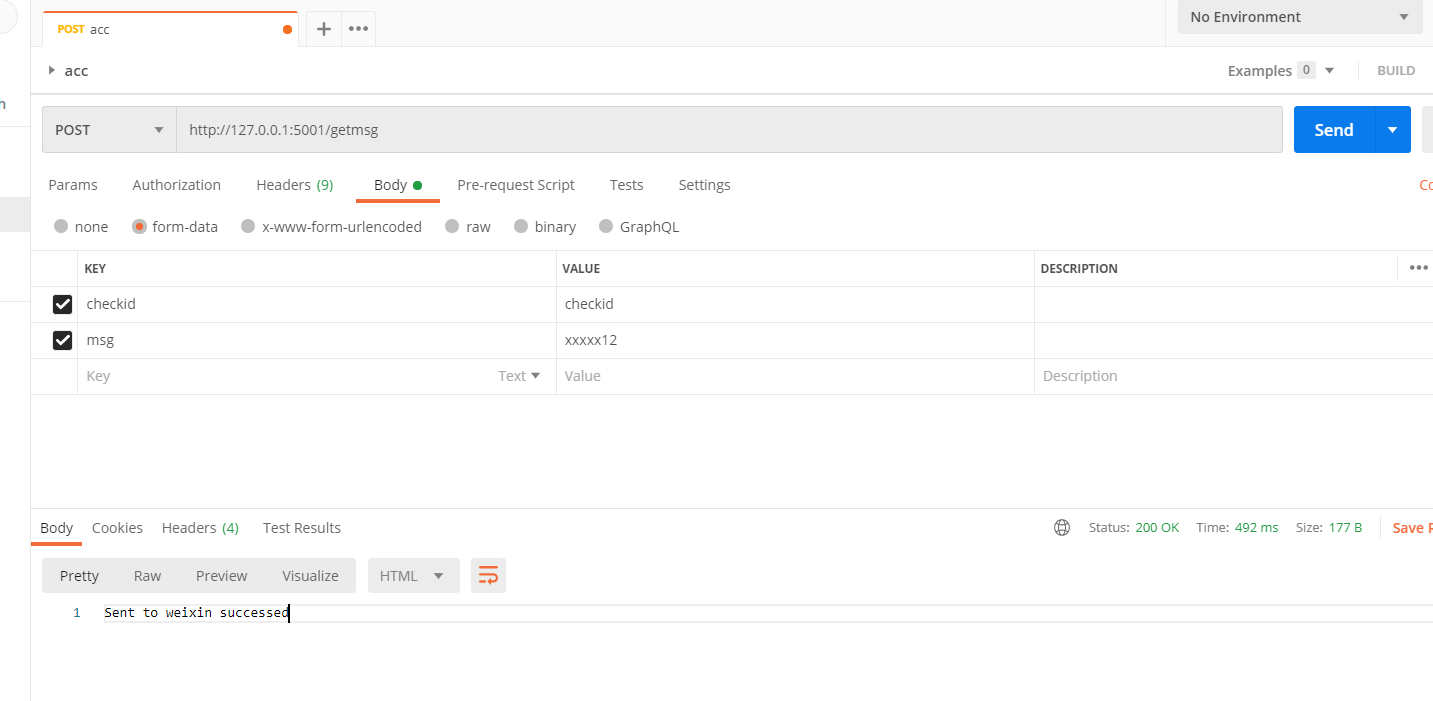 POST acc
No Environment
acc
Examples 0
BUILD
h
POST
http://127.0.0.1:5001/getmsg
Send
Params Authorization Headers (9) Body Pre-request Script Tests Settings
Co
none form-data x-www-form-urlencoded raw binary GraphQL
KEY VALUE DESCRIPTION
checkid checkid
msg xxxxx12
Key Text Value Description
Body Cookies Headers (4) Test Results
Status: 200 OK Time: 492 ms Size: 177 B
Save R
Pretty Raw Preview Visualize HTML
1 Sent to weixin successed